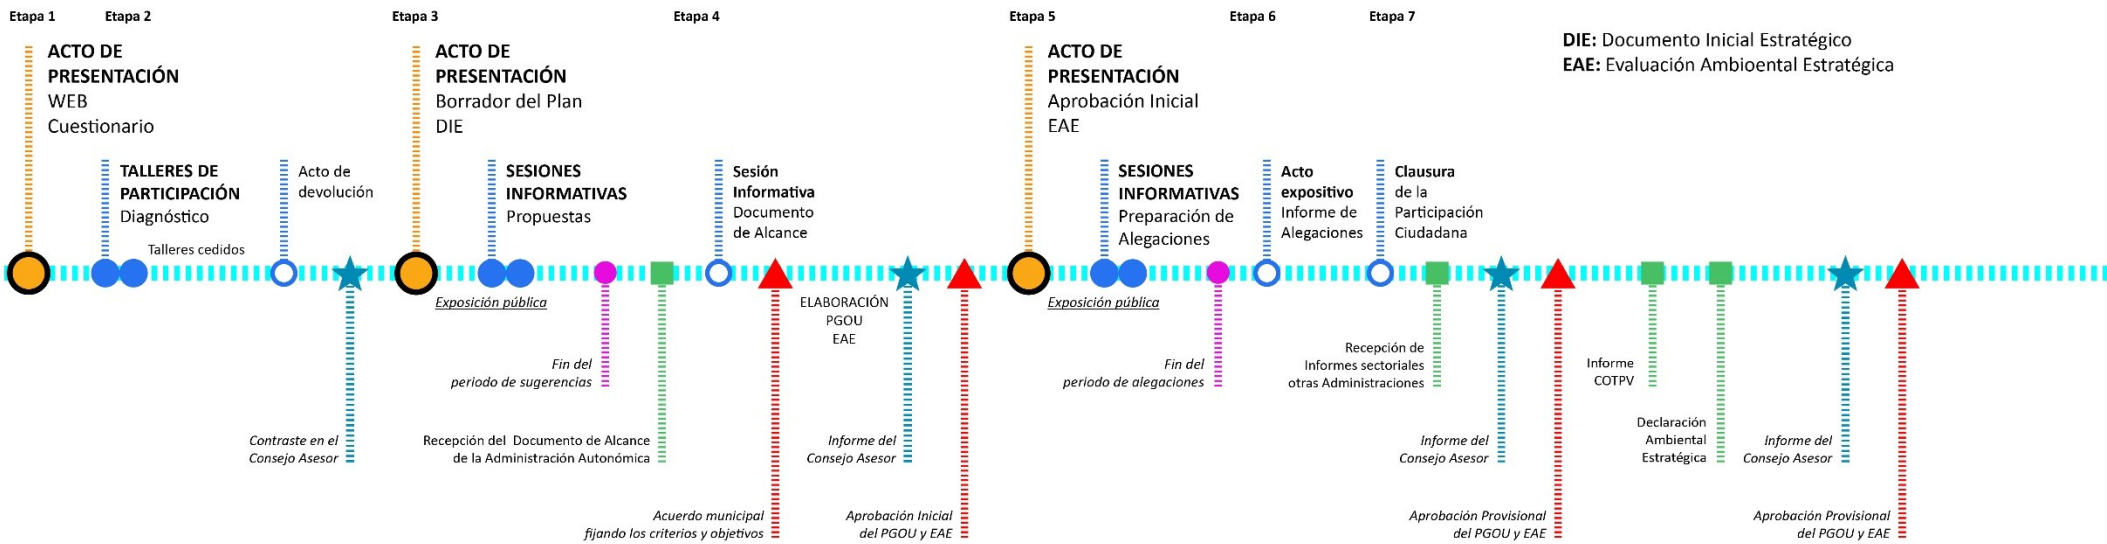 Etapa 1
Etapa 2
Etapa 3
Etapa 4
Etapa 5
Etapa 6
Etapa 7
DIE: Documento Inicial Estratégico
EAE: Evaluación Ambioental Estratégica
ACTO DE
PRESENTACIÓN
WEB
Cuestionario
TALLERES DE
PARTICIPACIÓN
Diagnóstico
Talleres cedidos
Acto de
devolución
Contraste en el
Consejo Asesor
ACTO DE
PRESENTACIÓN
Borrador del Plan
DIE
Exposición pública
SESIONES
INFORMATIVAS
Propuestas
Fin del
periodo de sugerencias
Recepción del Documento de Alcance
de la Administración Autonómica
Sesión
Informativa
Documento
de Alcance
Acuerdo municipal
fijando los criterios y objetivos
ELABORACIÓN
PGOU
EAE
Informe del
Consejo Asesor
Aprobación Inicial
del PGOU y EAE
ACTO DE
PRESENTACIÓN
Aprobación Inicial
EAE
Exposición pública
SESIONES
INFORMATIVAS
Preparación de
Alegaciones
Fin del
periodo de alegaciones
Acto
expositivo
Informe de
Alegaciones
Clausura
de la
Participación
Ciudadana
Recepción de
Informes sectoriales
otras Administraciones
Informe del
Consejo Asesor
Aprobación Provisional
del PGOU y EAE
Informe
COTPV
Declaración
Ambiental
Estratégica
Informe del
Consejo Asesor
Aprobación Provisional
del PGOU y EAE